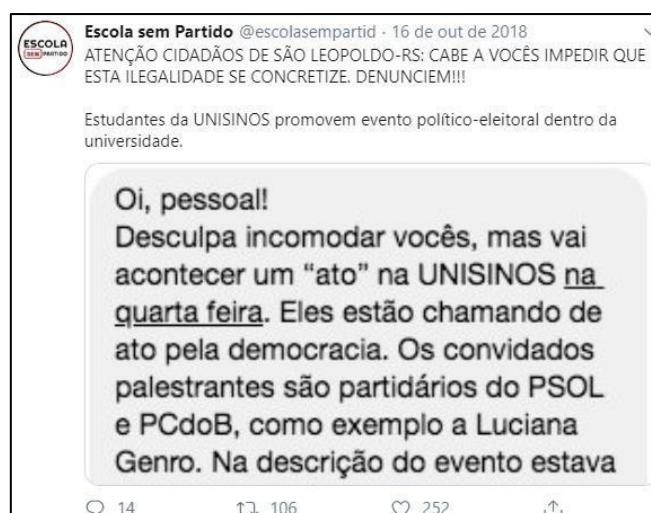 ESCOLA
SEM PARTIDO
Escola sem Partido @escolasempartid · 16 de out de 2018
ATENÇÃO CIDADÃOS DE SÃO LEOPOLDO-RS: CABE A VOCÊS IMPEDIR QUE
ESTA ILEGALIDADE SE CONCRETIZE. DENUNCIEM!!!
Estudantes da UNISINOS promovem evento político-eleitoral dentro da
universidade.
Oi, pessoal!
Desculpa incomodar vocês, mas vai
acontecer um “ato” na UNISINOS na
quarta feira. Eles estão chamando de
ato pela democracia. Os convidados
palestrantes são partidários do PSOL
e PCdoB, como exemplo a Luciana
Genro. Na descrição do evento estava
14 106 252